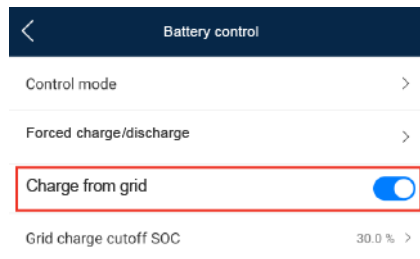 Battery control
Control mode
Forced charge/discharge
Charge from grid
Grid charge cutoff SOC 30.0 %